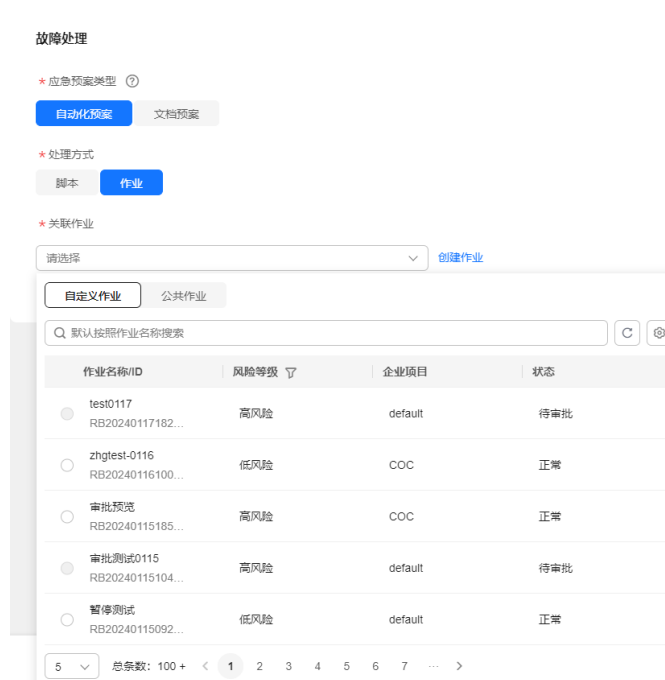 故障处理
* 应急预案类型
自动化预案 文档预案
* 处理方式
脚本 作业
* 关联作业
请选择 创建作业
自定义作业 公共作业
默认按照作业名称搜索
作业名称/ID 风险等级 企业项目 状态
test0117
RB20240117182... 高风险 default 待审批
zhgtest-0116
RB20240116100... 低风险 COC 正常
审批预览
RB20240115185... 高风险 COC 正常
审批测试0115
RB20240115104... 高风险 default 待审批
暂停测试
RB20240115092... 低风险 default 正常
5 总条数：100 + < 1 2 3 4 5 6 7 ... >